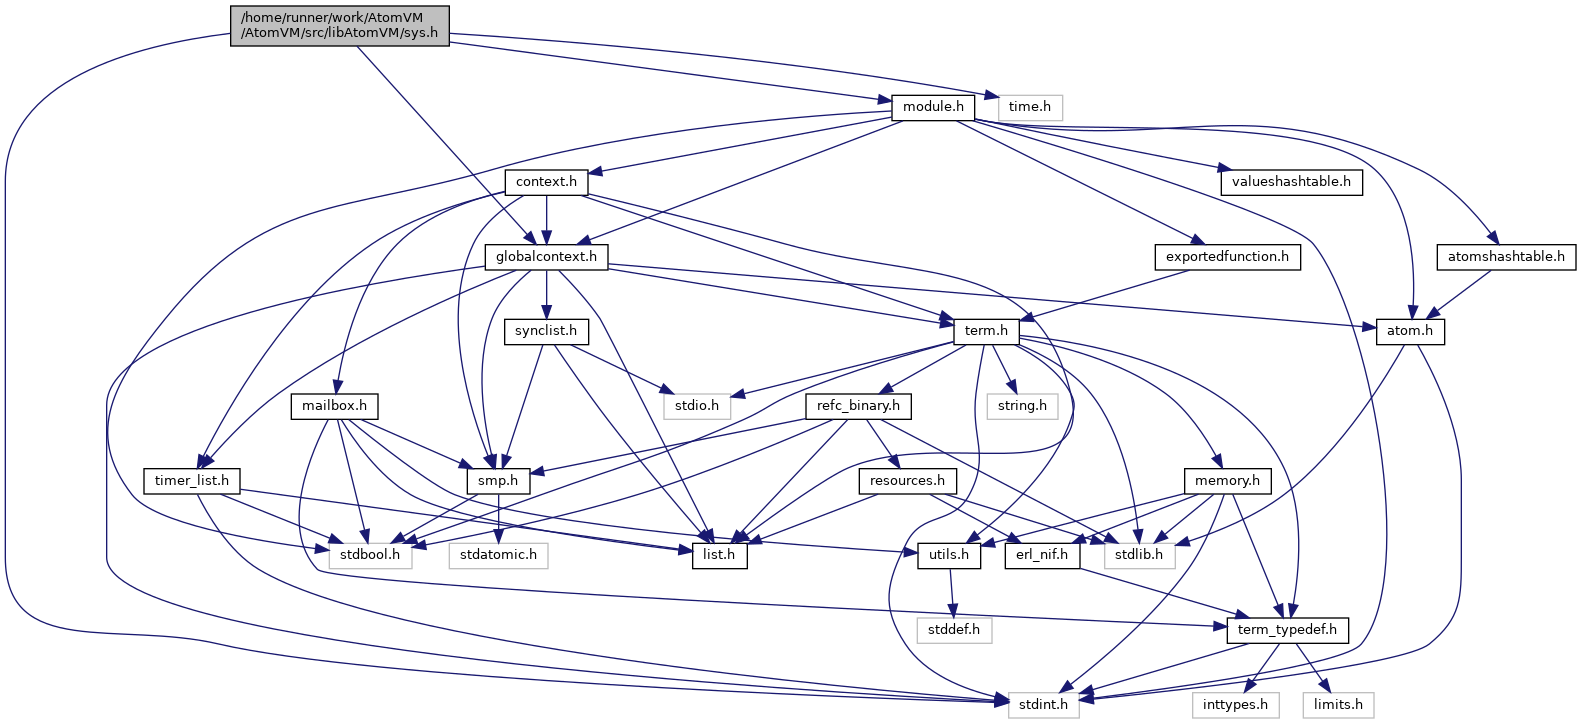 /home/runner/work/AtomVM
/AtomVM/src/libAtomVM/sys.h
module.h
time.h
context.h
valueshashtable.h
globalcontext.h
exportedfunction.h
atomshashtable.h
synclist.h
term.h
atom.h
mailbox.h
stdio.h
refc_binary.h
string.h
timer_list.h
smp.h
resources.h
memory.h
stdbool.h
stdatomic.h
list.h
utils.h
erl_nif.h
stdlib.h
stddef.h
term_typedef.h
stdint.h
inttypes.h
limits.h